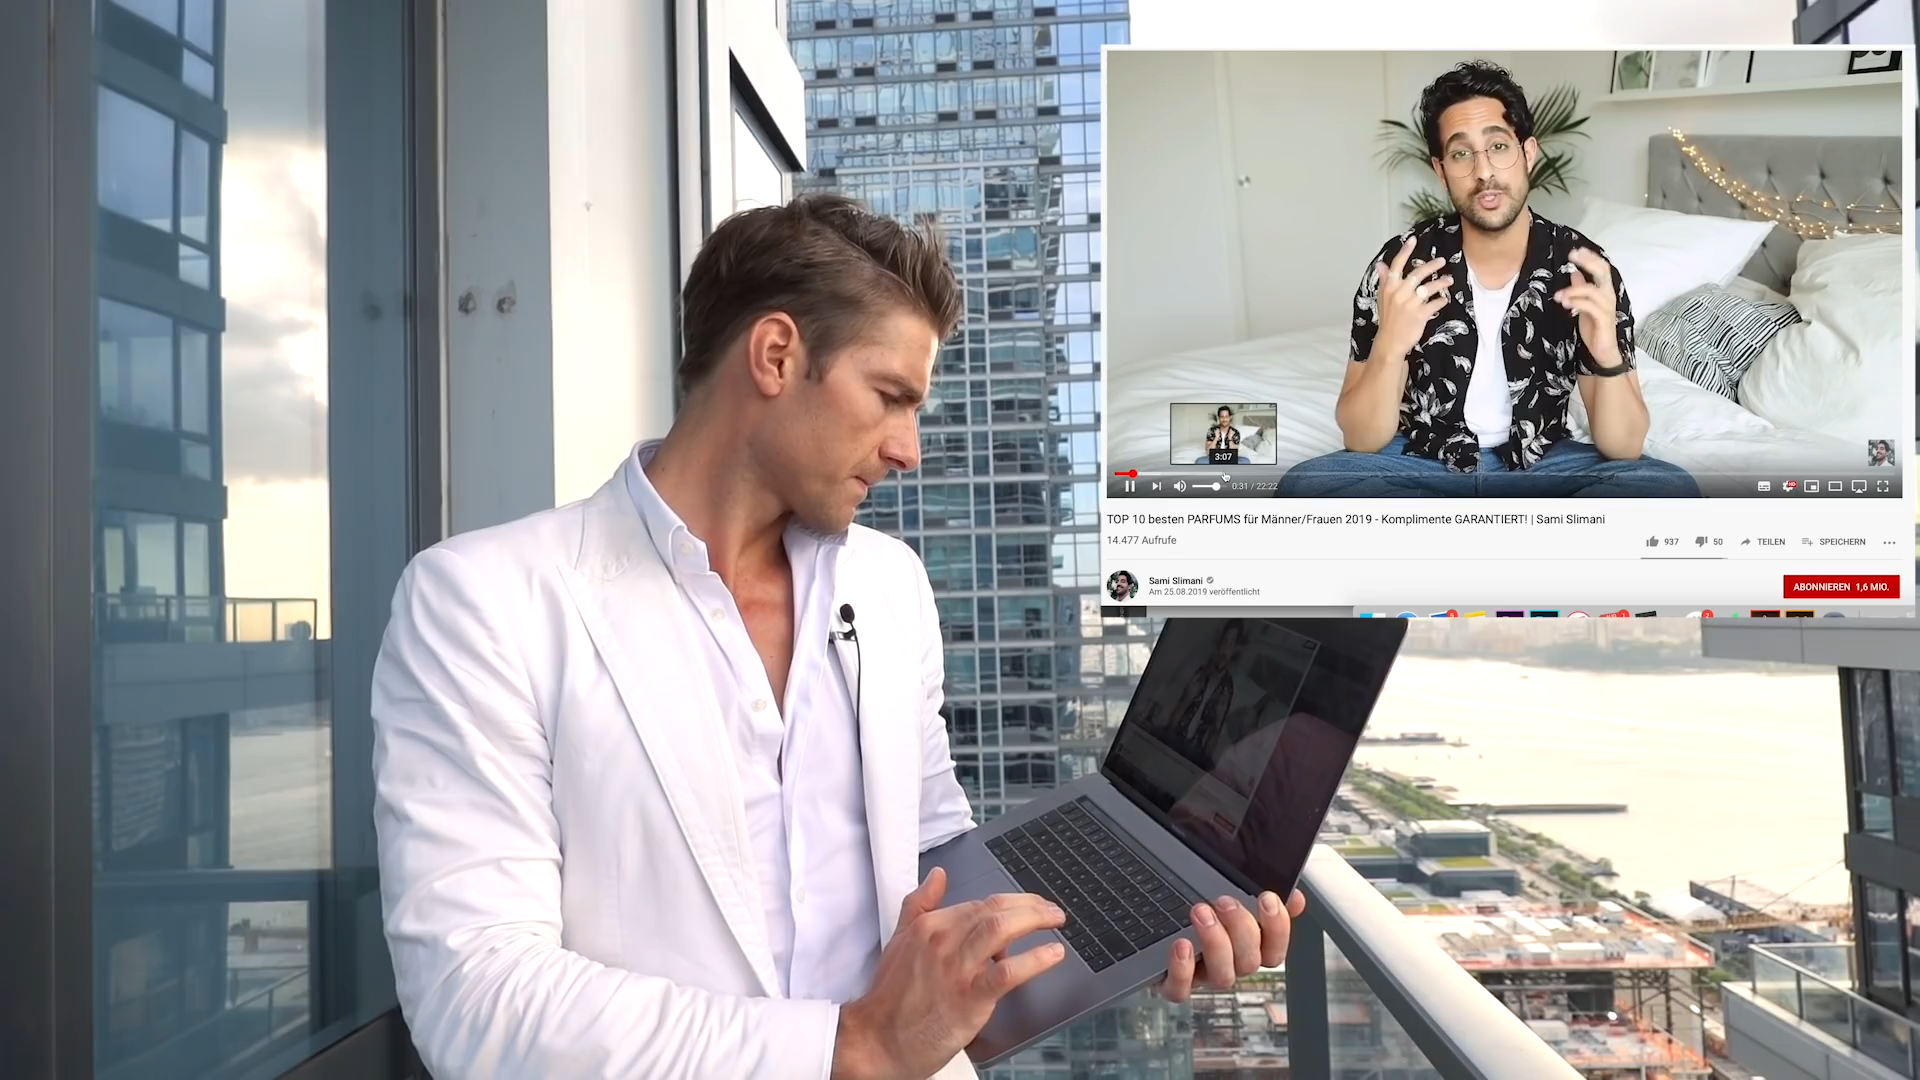 3:07
0:31 / 22:22
TOP 10 besten PARFUMS für Männer/Frauen 2019 - Komplimente GARANTIERT! | Sami Slimani
14.477 Aufrufe
937 50 TEILEN SPEICHERN
Sami Slimani
Am 25.08.2019 veröffentlicht
ABONNIEREN 1,6 MIO.